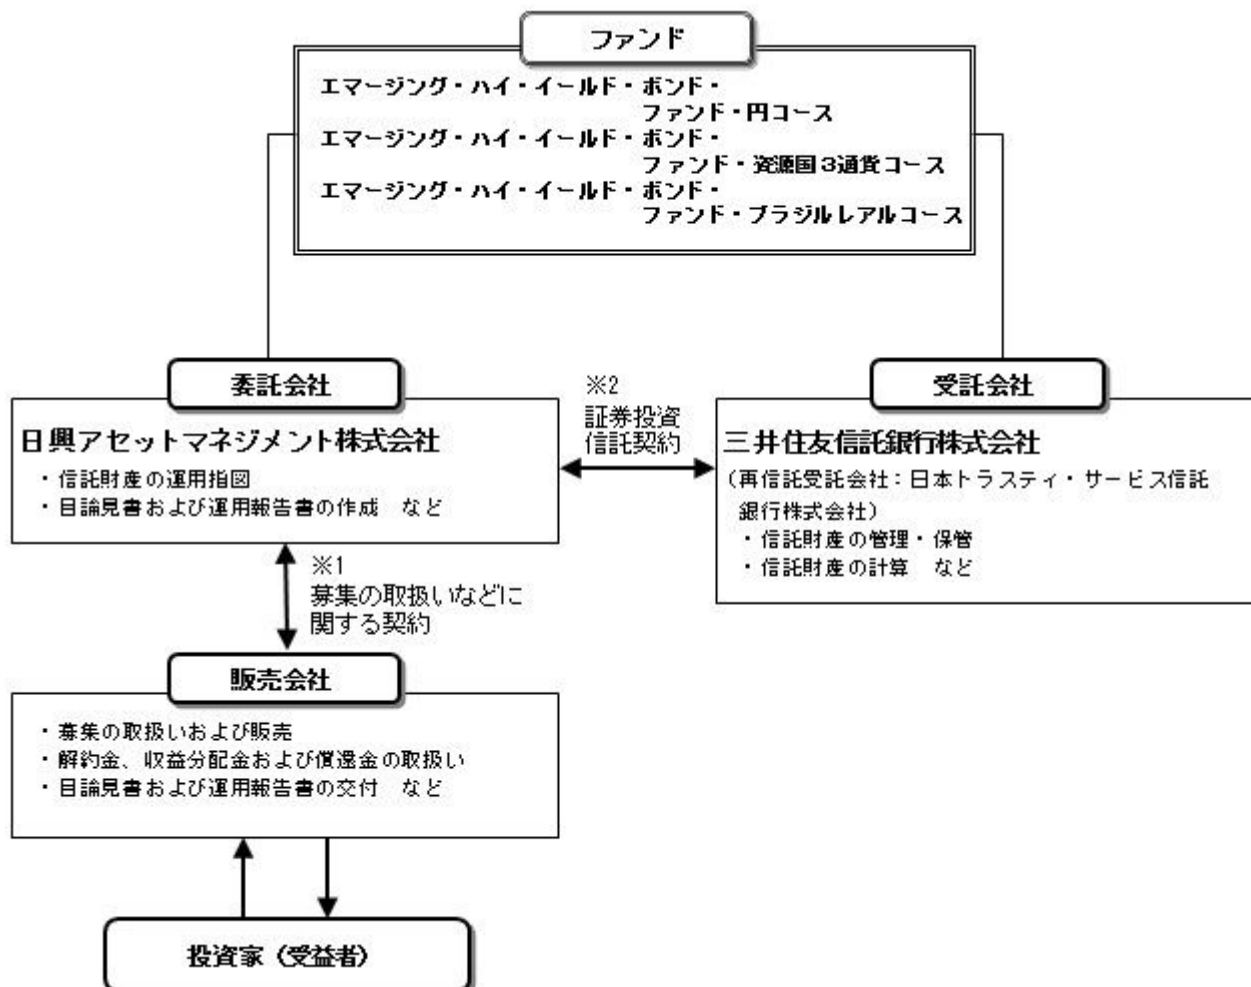 ファンド
エマージング・ハイ・イールド・ボンド・
ファンド・円コース
エマージング・ハイ・イールド・ボンド・
ファンド・資源国3通貨コース
エマージング・ハイ・イールド・ボンド・
ファンド・ブラジルレアルコース
委託会社
日興アセットマネジメント株式会社
・信託財産の運用指図
・目論見書および運用報告書の作成　など
※2
証券投資
信託契約
受託会社
三井住友信託銀行株式会社
（再信託受託会社：日本トラスティ・サービス信託
銀行株式会社）
・信託財産の管理・保管
・信託財産の計算　など
※1
募集の取扱いなどに
関する契約
販売会社
・募集の取扱いおよび販売
・解約金、収益分配金および償還金の取扱い
・目論見書および運用報告書の交付　など
投資家（受益者）